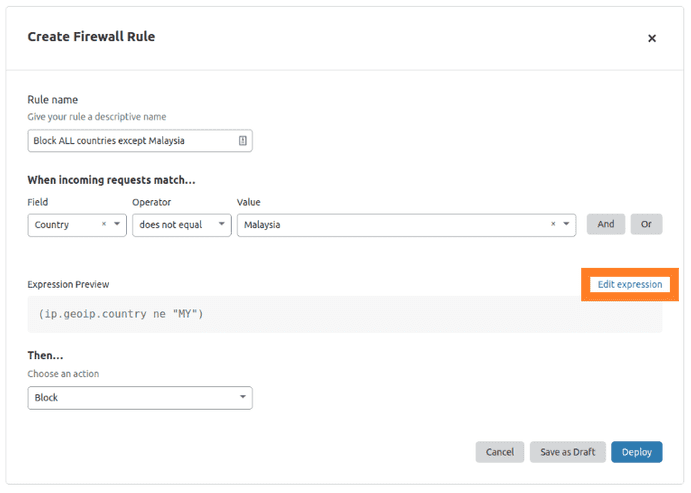 Create Firewall Rule ×
Rule name
Give your rule a descriptive name
Block ALL countries except Malaysia
When incoming requests match...
Field Operator Value
Country × does not equal Malaysia × And Or
Expression Preview Edit expression
(ip.geoip.country ne "MY")
Then...
Choose an action
Block
Cancel Save as Draft Deploy